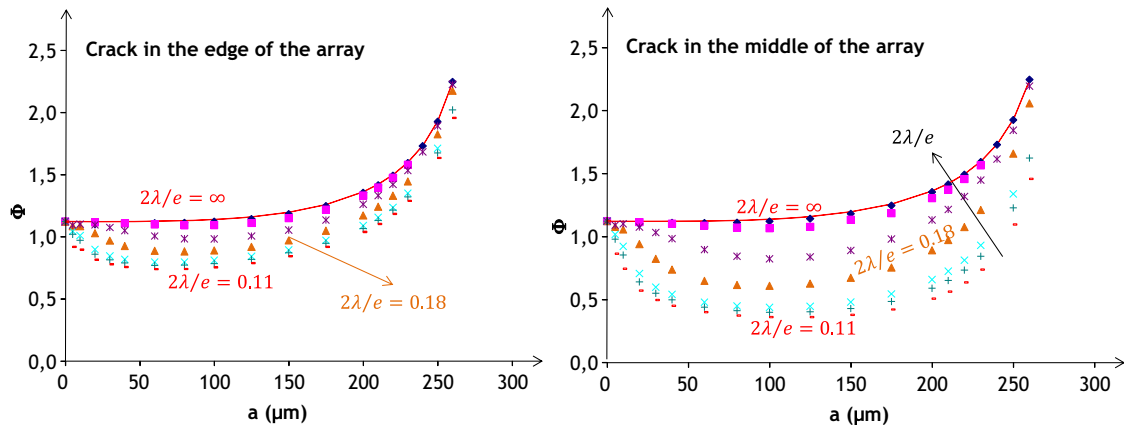 Crack in the edge of the array
2,5
2,0
1,5
1,0
0,5
0,0
Φ
2λ/e = ∞
2λ/e = 0.11
2λ/e = 0.18
0 50 100 150 200 250 300
a (μm)
Crack in the middle of the array
2,5
2,0
1,5
1,0
0,5
0,0
Φ
2λ/e
2λ/e = ∞
2λ/e = 0.18
2λ/e = 0.11
0 50 100 150 200 250 300
a (μm)